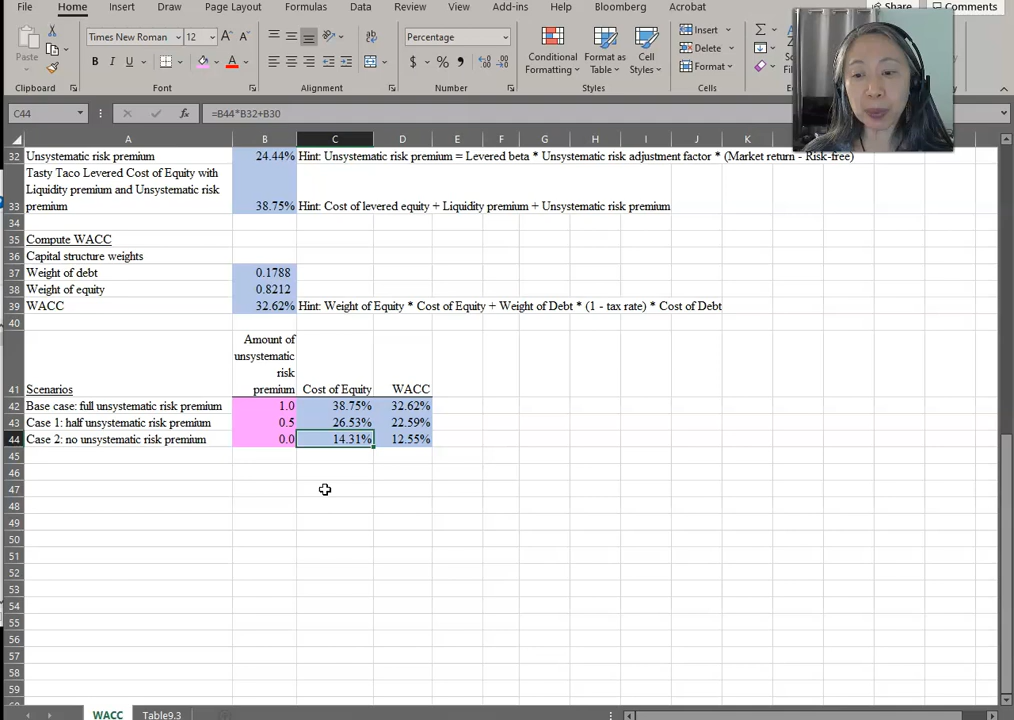 File Home Insert Draw Page Layout Formulas Data Review View Add-ins Help Bloomberg Acrobat Share Comments
Paste Times New Roman 12 A A ab Percentage Insert
B I U A $ % Conditional Formatting Format as Table Cell Styles Delete
Format
Clipboard Font Alignment Number Styles
C44 fx =B44*B32+B30
A B C D E F G H I J K
32 Unsystematic risk premium 24.44% Hint: Unsystematic risk premium = Levered beta * Unsystematic risk adjustment factor * (Market return - Risk-free)
Tasty Taco Levered Cost of Equity with
Liquidity premium and Unsystematic risk
33 premium 38.75% Hint: Cost of levered equity + Liquidity premium + Unsystematic risk premium
34
35 Compute WACC
36 Capital structure weights
37 Weight of debt 0.1788
38 Weight of equity 0.8212
39 WACC 32.62% Hint: Weight of Equity * Cost of Equity + Weight of Debt * (1 - tax rate) * Cost of Debt
40
Amount of
unsystematic
risk
41 Scenarios premium Cost of Equity WACC
42 Base case: full unsystematic risk premium 1.0 38.75% 32.62%
43 Case 1: half unsystematic risk premium 0.5 26.53% 22.59%
44 Case 2: no unsystematic risk premium 0.0 14.31% 12.55%
45
46
47
48
49
50
51
52
53
54
55
56
57
58
59
WACC Table9.3